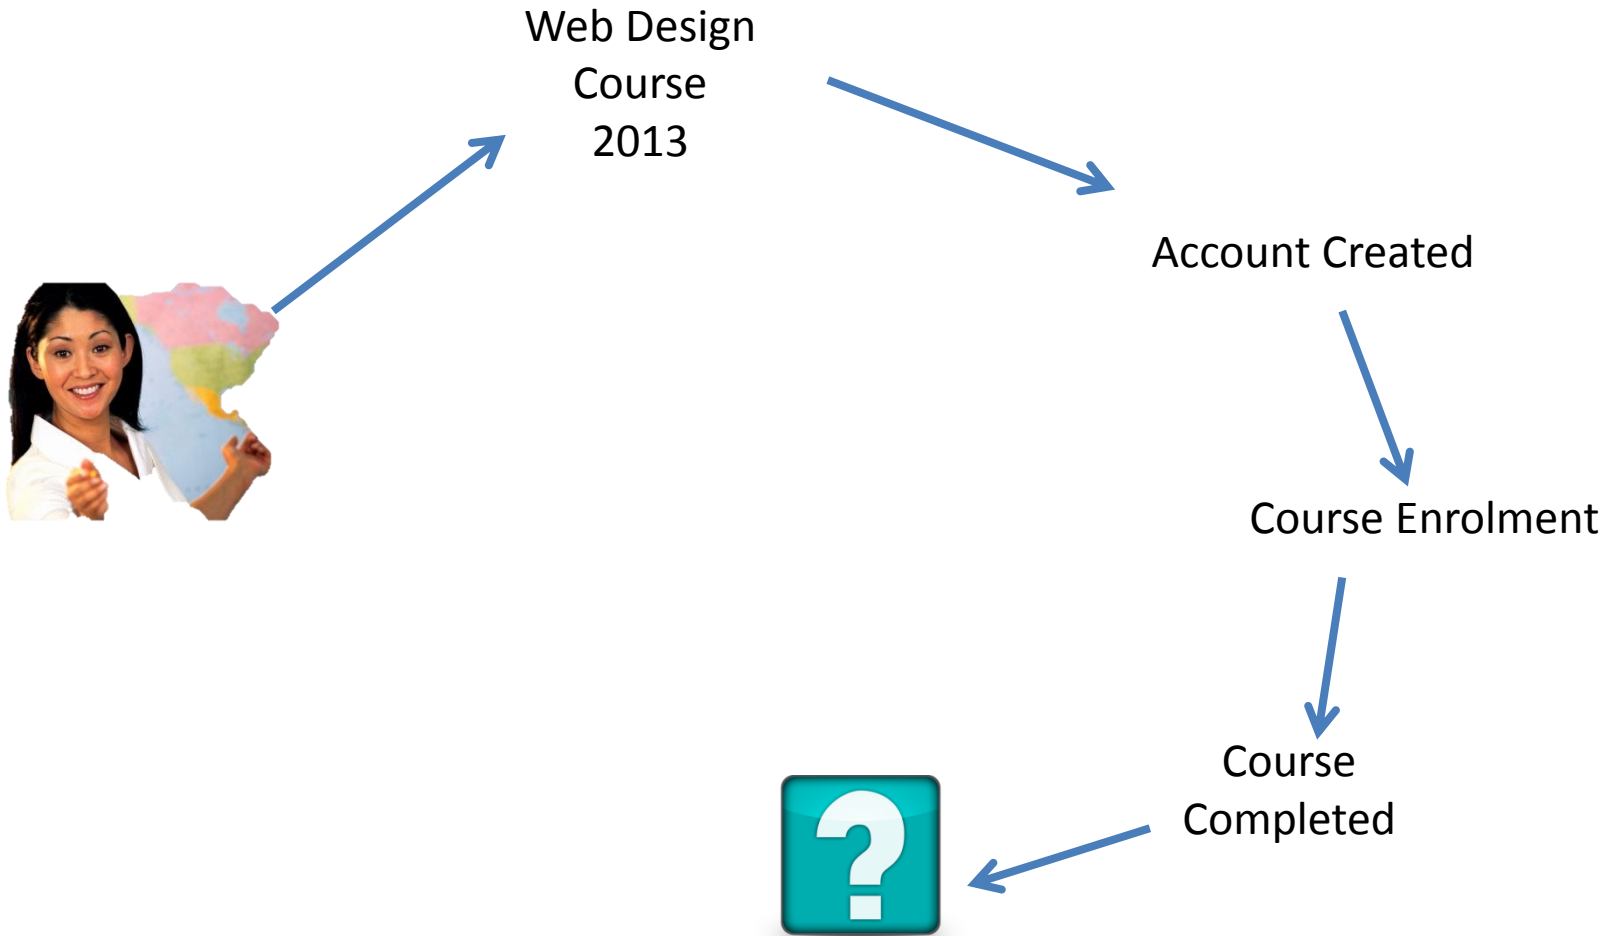 Web Design
Course
2013
Account Created
Course Enrolment
Course
Completed
?